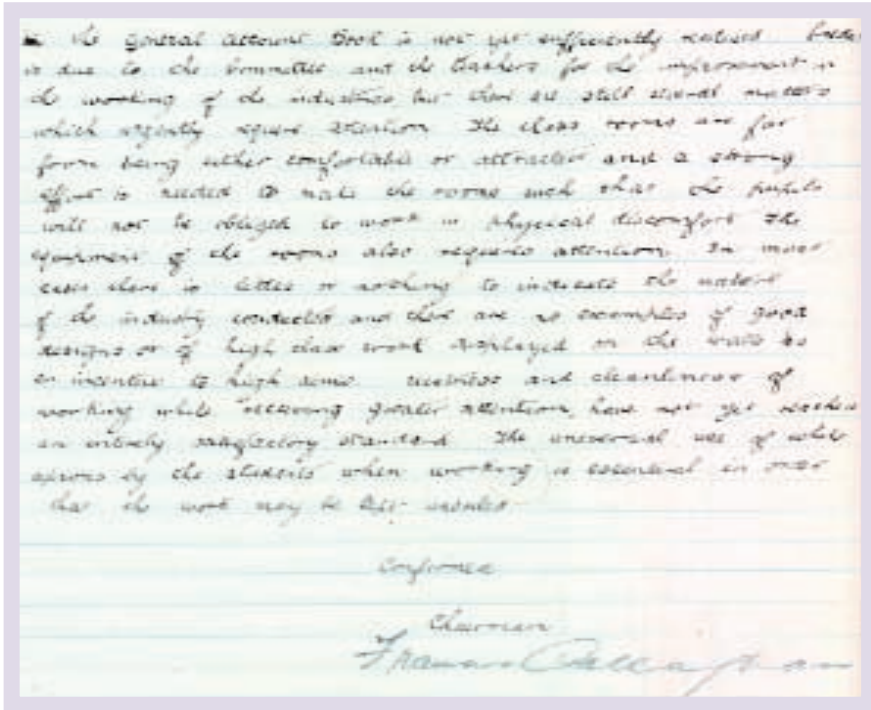 in the General Account Book is not yet sufficiently realised. Credit
is due to the Committee and the Teachers for the improvement in
the working of the industries, but there are still several matters
which urgently require attention. The class rooms are far
from being either comfortable or attractive and a strong
effort is needed to make the rooms such that the pupils
will not be obliged to work in physical discomfort. The
equipment of the rooms also requires attention. In most
cases there is little or nothing to indicate the nature
of the industry conducted and there are no examples of good
designs or of high class work displayed on the walls as
an incentive to high aims. Neatness and cleanliness of
working while receiving greater attention, have not yet reached
an entirely satisfactory standard. The universal use of white
aprons by the students when working is essential in order
that the work may be kept
Confirmed
Chairman
Callaghan